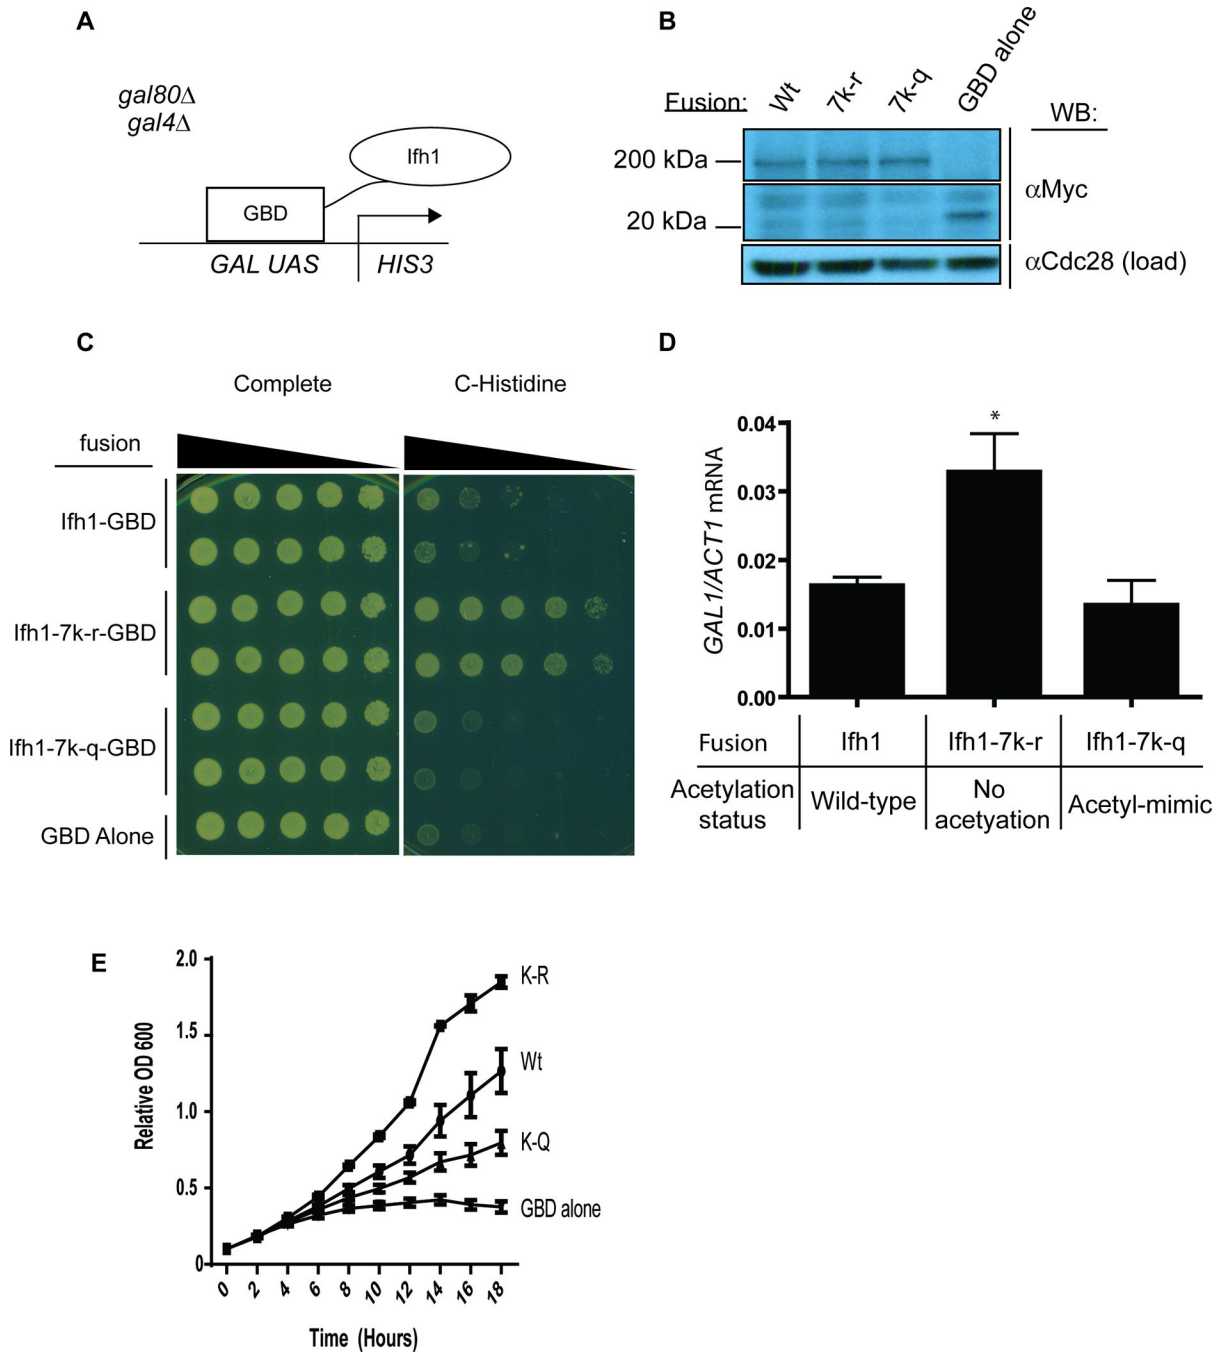 A
gal80Δ
gal4Δ
Ifh1
GBD
GAL UAS
HIS3
B
Fusion:
Wt
7k-r
7k-q
GBD alone
WB:
200 kDa
20 kDa
αMyc
αCdc28 (load)
C
Complete
C-Histidine
fusion
Ifh1-GBD
Ifh1-7k-r-GBD
Ifh1-7k-q-GBD
GBD Alone
D
GAL1/ACT1 mRNA
0.04
0.03
0.02
0.01
0.00
*
Fusion
Ifh1
Ifh1-7k-r
Ifh1-7k-q
Acetylation
status
Wild-type
No
acetyation
Acetyl-mimic
E
Relative OD 600
2.0
1.5
1.0
0.5
0
K-R
Wt
K-Q
GBD alone
0 2 4 6 8 10 12 14 16 18
Time (Hours)